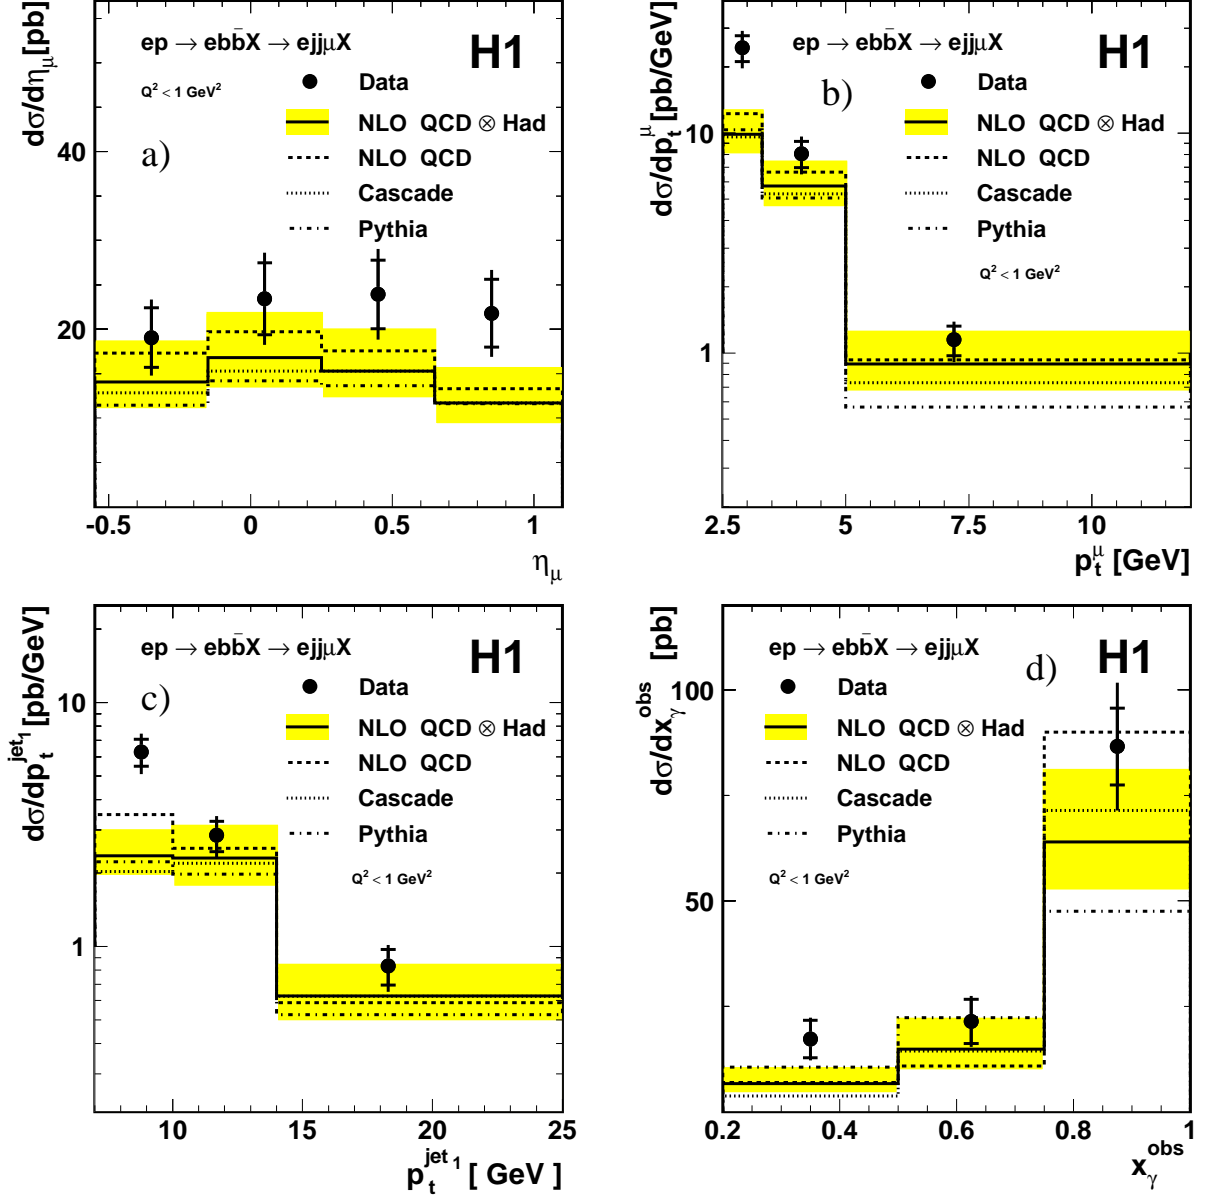 dσ/dη_μ [pb]
ep → ebb̄X → ejjμX
H1
Q² < 1 GeV²
Data
a)
NLO QCD ⊗ Had
NLO QCD
Cascade
Pythia
40
20
-0.5 0 0.5 1
η_μ
dσ/dp_t^μ [pb/GeV]
ep → ebb̄X → ejjμX
H1
b)
Data
NLO QCD ⊗ Had
NLO QCD
Cascade
Pythia
Q² < 1 GeV²
10
1
2.5 5 7.5 10
p_t^μ [GeV]
dσ/dp_t^{jet 1} [pb/GeV]
ep → ebb̄X → ejjμX
H1
c)
Data
NLO QCD ⊗ Had
NLO QCD
Cascade
Pythia
Q² < 1 GeV²
10
1
10 15 20 25
p_t^{jet 1} [ GeV ]
dσ/dx_γ^{obs} [pb]
ep → ebb̄X → ejjμX
H1
d)
Data
NLO QCD ⊗ Had
NLO QCD
Cascade
Pythia
Q² < 1 GeV²
100
50
0.2 0.4 0.6 0.8 1
x_γ^{obs}